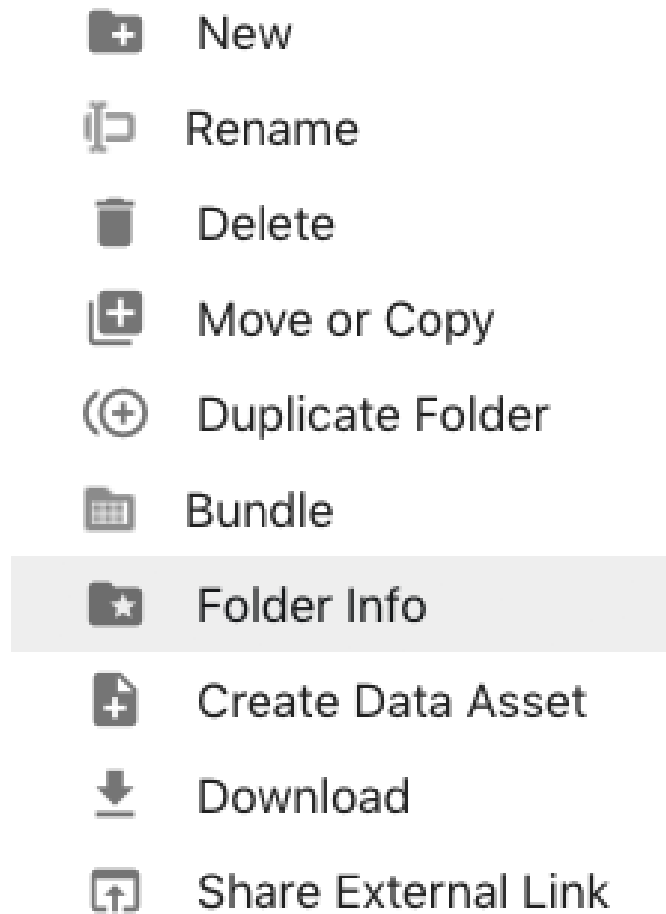 New
Rename
Delete
Move or Copy
Duplicate Folder
Bundle
Folder Info
Create Data Asset
Download
Share External Link